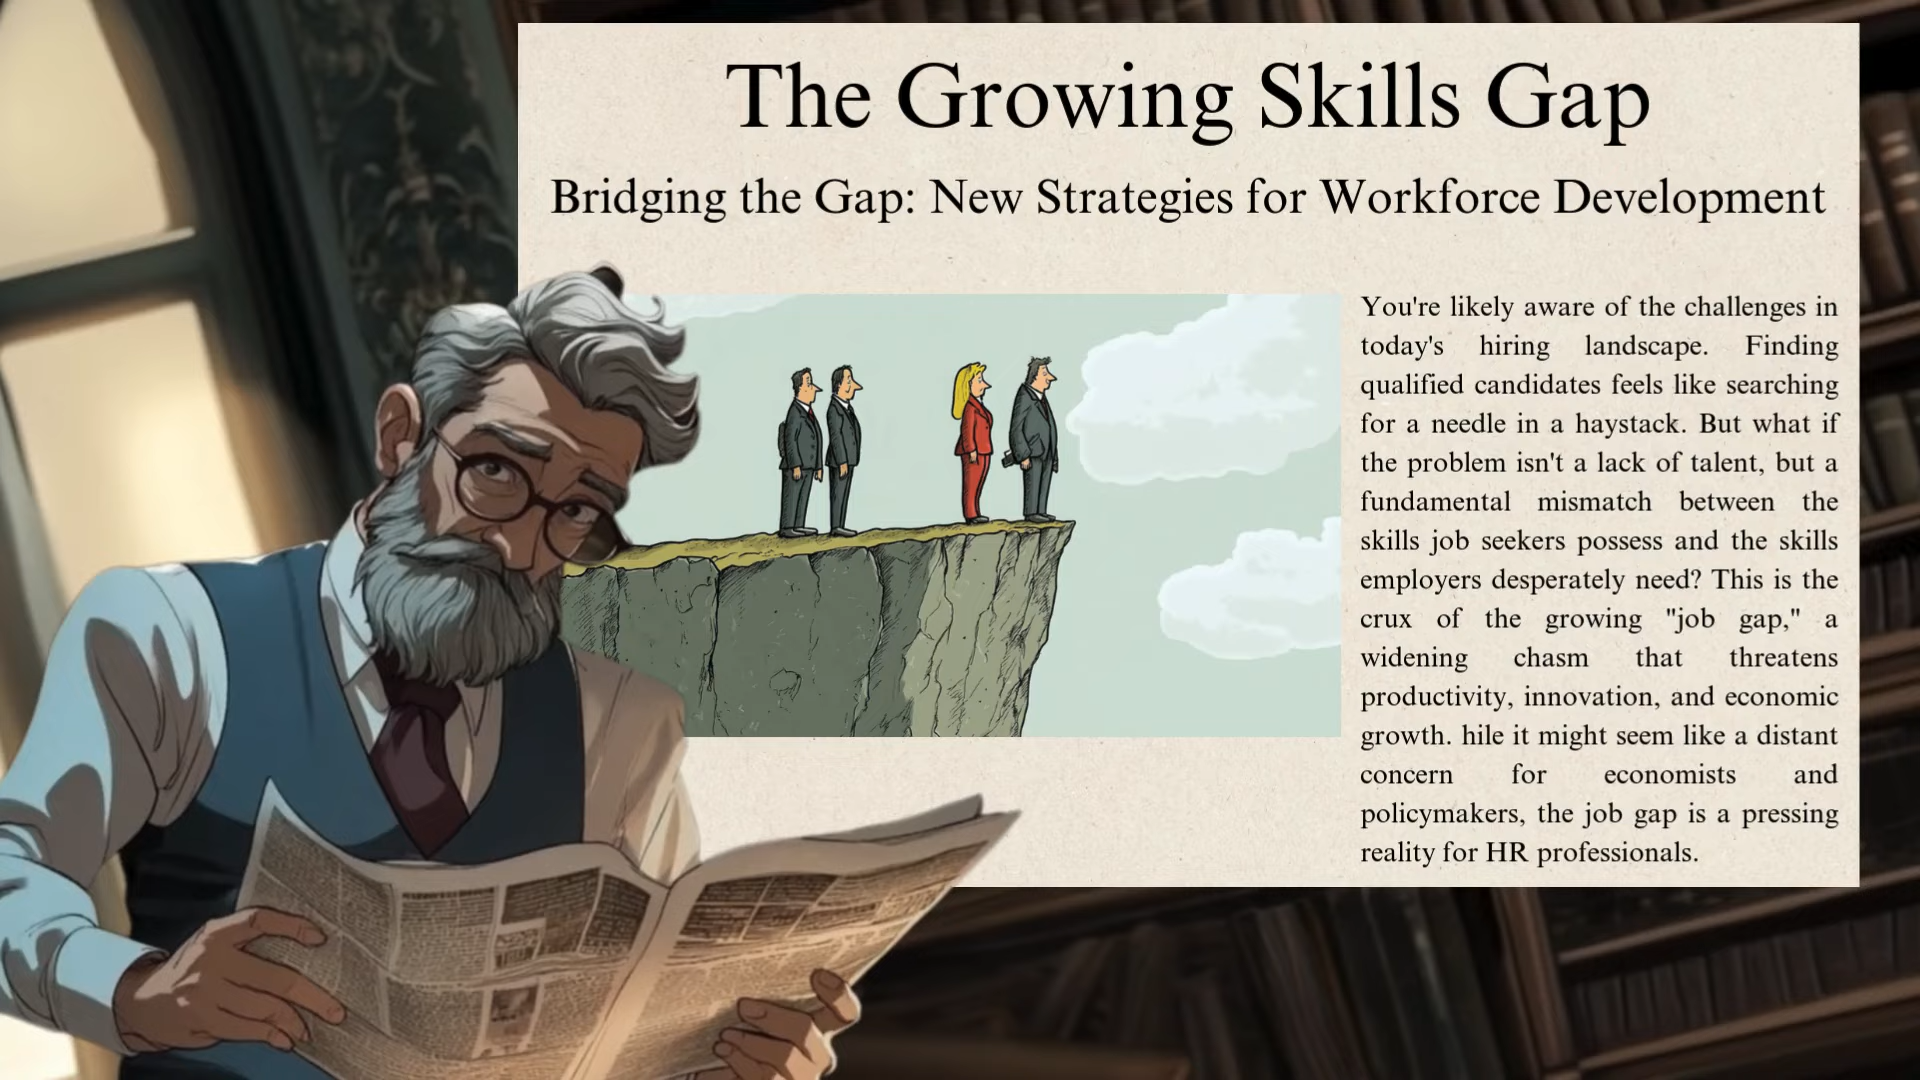 The Growing Skills Gap
Bridging the Gap: New Strategies for Workforce Development
You're likely aware of the challenges in
today's hiring landscape. Finding
qualified candidates feels like searching
for a needle in a haystack. But what if
the problem isn't a lack of talent, but a
fundamental mismatch between the
skills job seekers possess and the skills
employers desperately need? This is the
crux of the growing "job gap," a
widening chasm that threatens
productivity, innovation, and economic
growth. hile it might seem like a distant
concern for economists and
policymakers, the job gap is a pressing
reality for HR professionals.